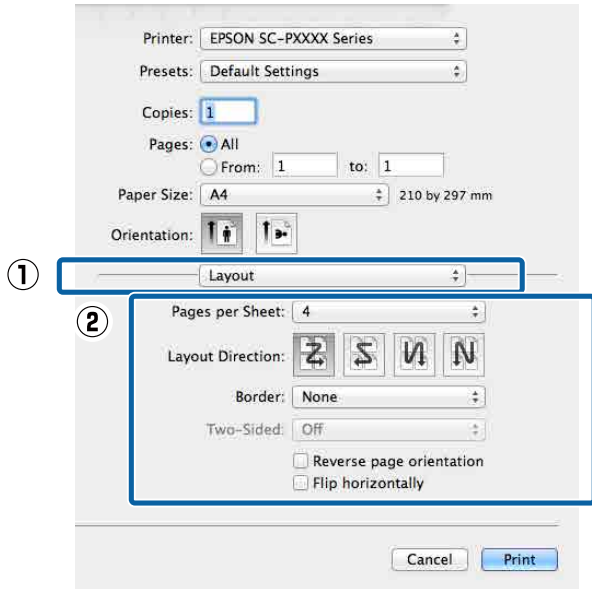 Printer: EPSON SC-PXXXX Series
Presets: Default Settings
Copies: 1
Pages: All
From: 1 to: 1
Paper Size: A4 210 by 297 mm
Orientation:
① Layout
②
Pages per Sheet: 4
Layout Direction:
Border: None
Two-Sided: Off
Reverse page orientation
Flip horizontally
Cancel Print